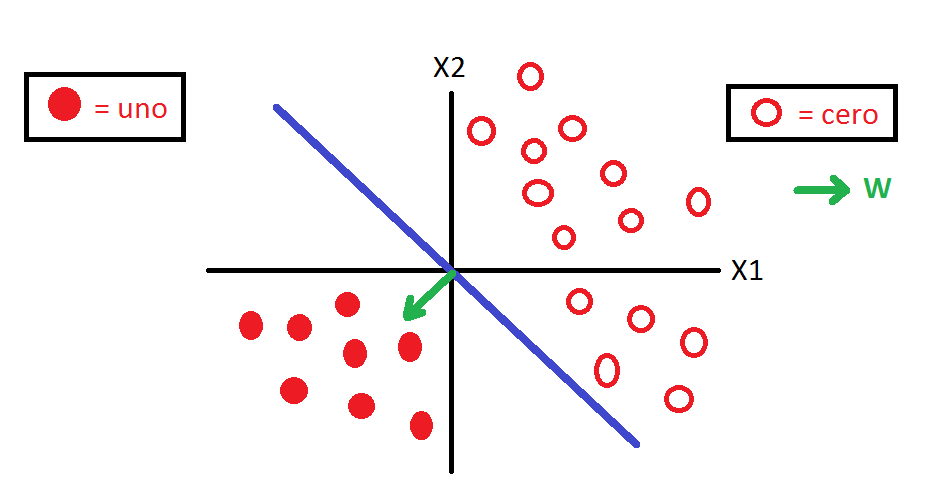 X2
= uno
= cero
W
X1